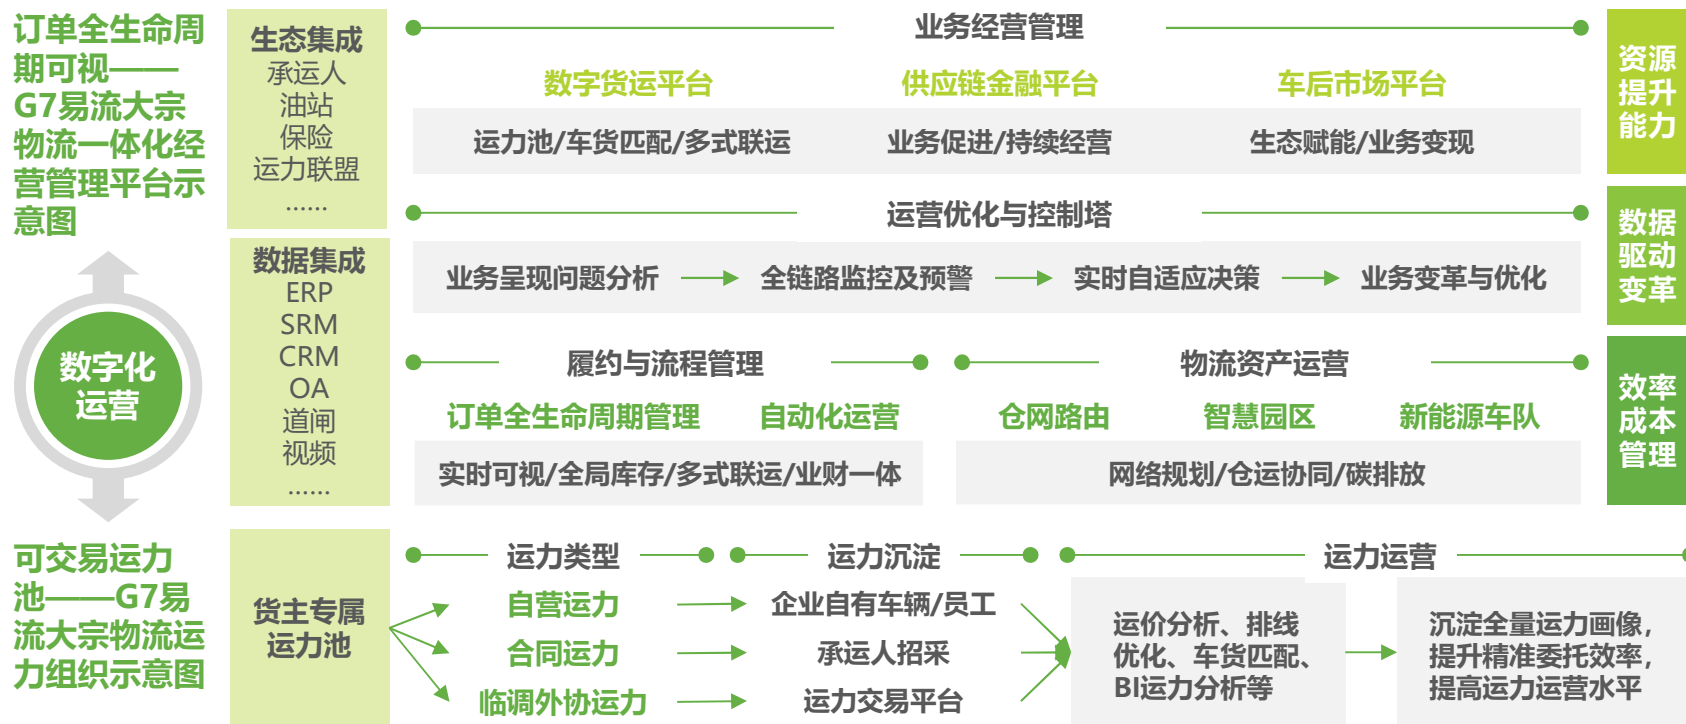 订单全生命周
期可视——
G7易流大宗
物流一体化经
营管理平台示
意图
数字化
运营
可交易运力
池——G7易
流大宗物流运
力组织示意图
生态集成
承运人
油站
保险
运力联盟
......
数据集成
ERP
SRM
CRM
OA
道闸
视频
......
业务经营管理
数字货运平台 供应链金融平台 车后市场平台
运力池/车货匹配/多式联运 业务促进/持续经营 生态赋能/业务变现
运营优化与控制塔
业务呈现问题分析 全链路监控及预警 实时自适应决策 业务变革与优化
履约与流程管理 物流资产运营
订单全生命周期管理 自动化运营 仓网路由 智慧园区 新能源车队
实时可视/全局库存/多式联运/业财一体 网络规划/仓运协同/碳排放
资源
提升
能力
数据
驱动
变革
效率
成本
管理
货主专属
运力池
运力类型 运力沉淀 运力运营
自营运力 企业自有车辆/员工
合同运力 承运人招采
临调外协运力 运力交易平台
运价分析、排线
优化、车货匹配、
BI运力分析等
沉淀全量运力画像，
提升精准委托效率，
提高运力运营水平